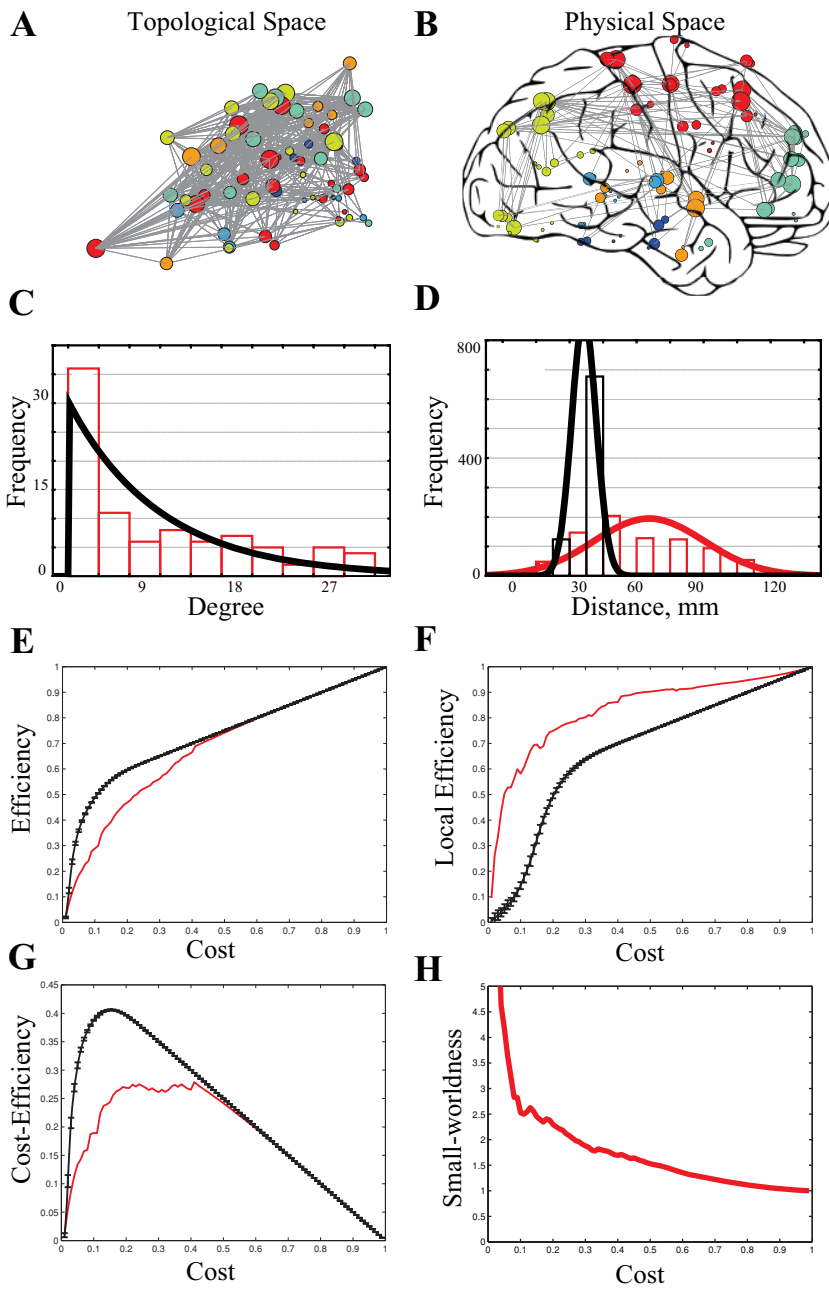 A Topological Space
B Physical Space
C
Frequency
30
15
0
0 9 18 27
Degree
D
Frequency
800
400
0
0 30 60 90 120
Distance, mm
E
Efficiency
1
0.9
0.8
0.7
0.6
0.5
0.4
0.3
0.2
0.1
0
0.1 0.2 0.3 0.4 0.5 0.6 0.7 0.8 0.9 1
Cost
F
Local Efficiency
1
0.9
0.8
0.7
0.6
0.5
0.4
0.3
0.2
0.1
0
0 0.1 0.2 0.3 0.4 0.5 0.6 0.7 0.8 0.9 1
Cost
G
Cost-Efficiency
0.45
0.4
0.35
0.3
0.25
0.2
0.15
0.1
0.05
0
0 0.1 0.2 0.3 0.4 0.5 0.6 0.7 0.8 0.9 1
Cost
H
Small-worldness
5
4.5
4
3.5
3
2.5
2
1.5
1
0.5
0
0 0.1 0.2 0.3 0.4 0.5 0.6 0.7 0.8 0.9 1
Cost